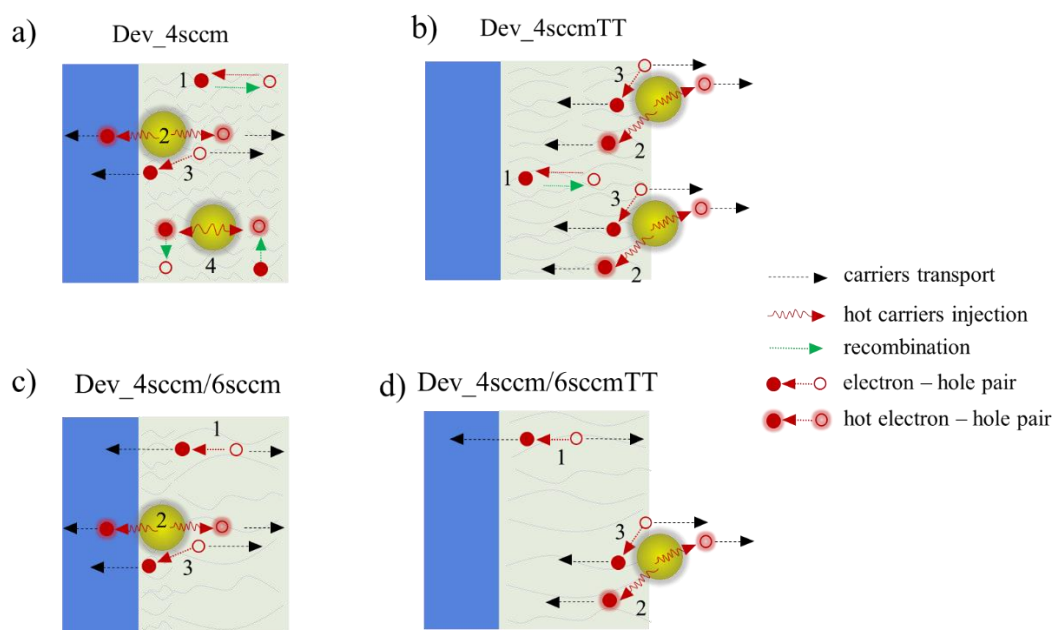 a)
Dev_4sccm
1
2
3
4
b)
Dev_4sccmTT
3
2
1
3
2
carriers transport
hot carriers injection
recombination
electron – hole pair
hot electron – hole pair
c)
Dev_4sccm/6sccm
1
2
3
d)
Dev_4sccm/6sccmTT
1
3
2